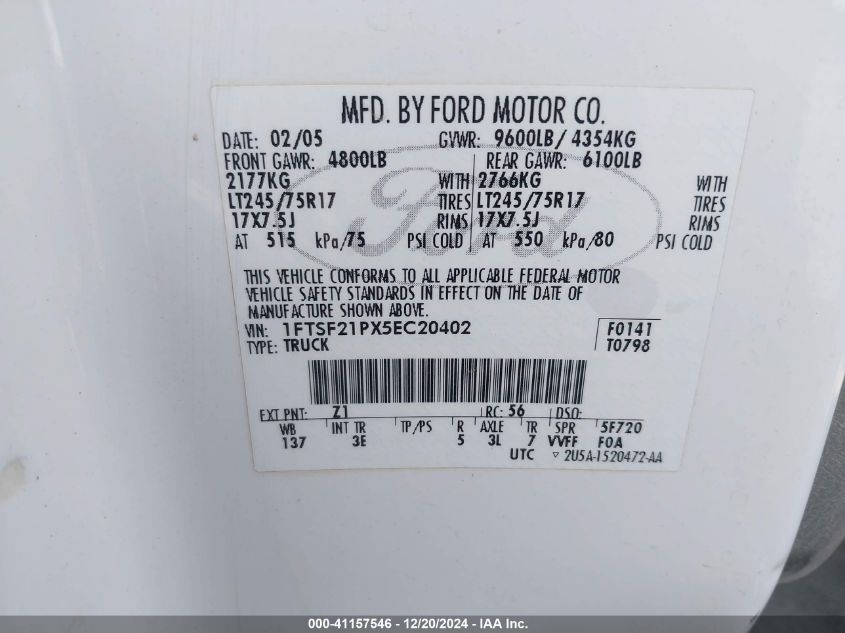 MFD. BY FORD MOTOR CO.
DATE: 02/05 GVWR: 9600LB/ 4354KG
FRONT GAWR: 4800LB REAR GAWR: 6100LB
2177KG WITH 2766KG WITH
LT245/75R17 TIRES LT245/75R17 TIRES
17X7.5J RIMS 17X7.5J RIMS
AT 515 kPa/75 PSI COLD AT 550 kPa/80 PSI COLD
Ford
THIS VEHICLE CONFORMS TO ALL APPLICABLE FEDERAL MOTOR
VEHICLE SAFETY STANDARDS IN EFFECT ON THE DATE OF
MANUFACTURE SHOWN ABOVE.
VIN: 1FTSF21PX5EC20402 F0141
TYPE: TRUCK T0798
EXT PNT: Z1 RC: 56 DSO:
WB INT TR TP/PS R AXLE TR SPR 5F720
137 3E 5 3L 7 VVFF F0A
UTC ▿ 2U5A-1520472-AA
000-41157546 - 12/20/2024 - IAA Inc.